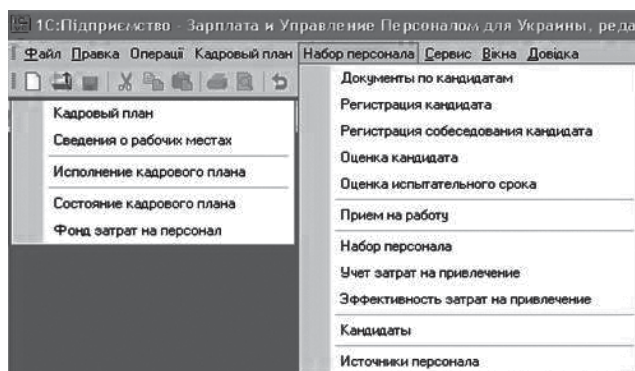 1С:Підприємство - Зарплата и Управление Персоналом для Украины, реда
Файл Правка Операції Кадровый план Набор персонала Сервис Вікна Довідка
Кадровый план
Сведения о рабочих местах
Исполнение кадрового плана
Состояние кадрового плана
Фонд затрат на персонал
Документы по кандидатам
Регистрация кандидата
Регистрация собеседования кандидата
Оценка кандидата
Оценка испытательного срока
Прием на работу
Набор персонала
Учет затрат на привлечение
Эффективность затрат на привлечение
Кандидаты
Источники персонала